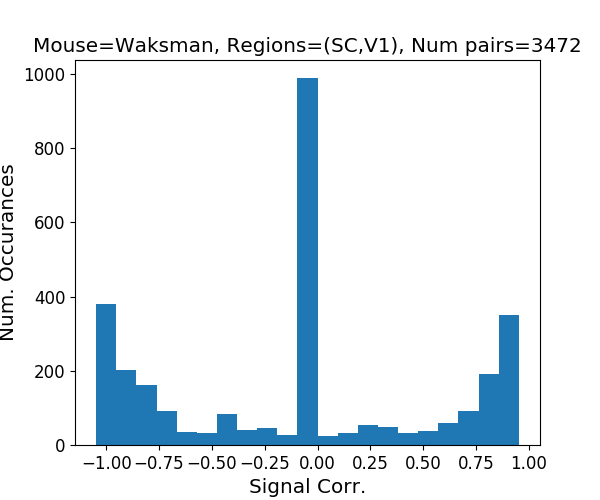 Mouse=Waksman, Regions=(SC,V1), Num pairs=3472
1000
800
600
400
200
0
Num. Occurances
−1.00 −0.75 −0.50 −0.25 0.00 0.25 0.50 0.75 1.00
Signal Corr.